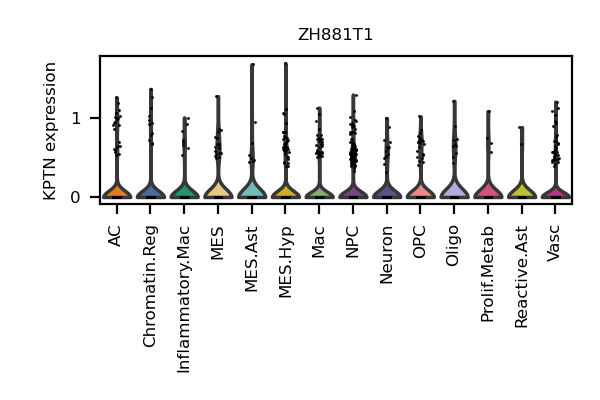 ZH881T1
KPTN expression
1
0
AC
Chromatin.Reg
Inflammatory.Mac
MES
MES.Ast
MES.Hyp
Mac
NPC
Neuron
OPC
Oligo
Prolif.Metab
Reactive.Ast
Vasc